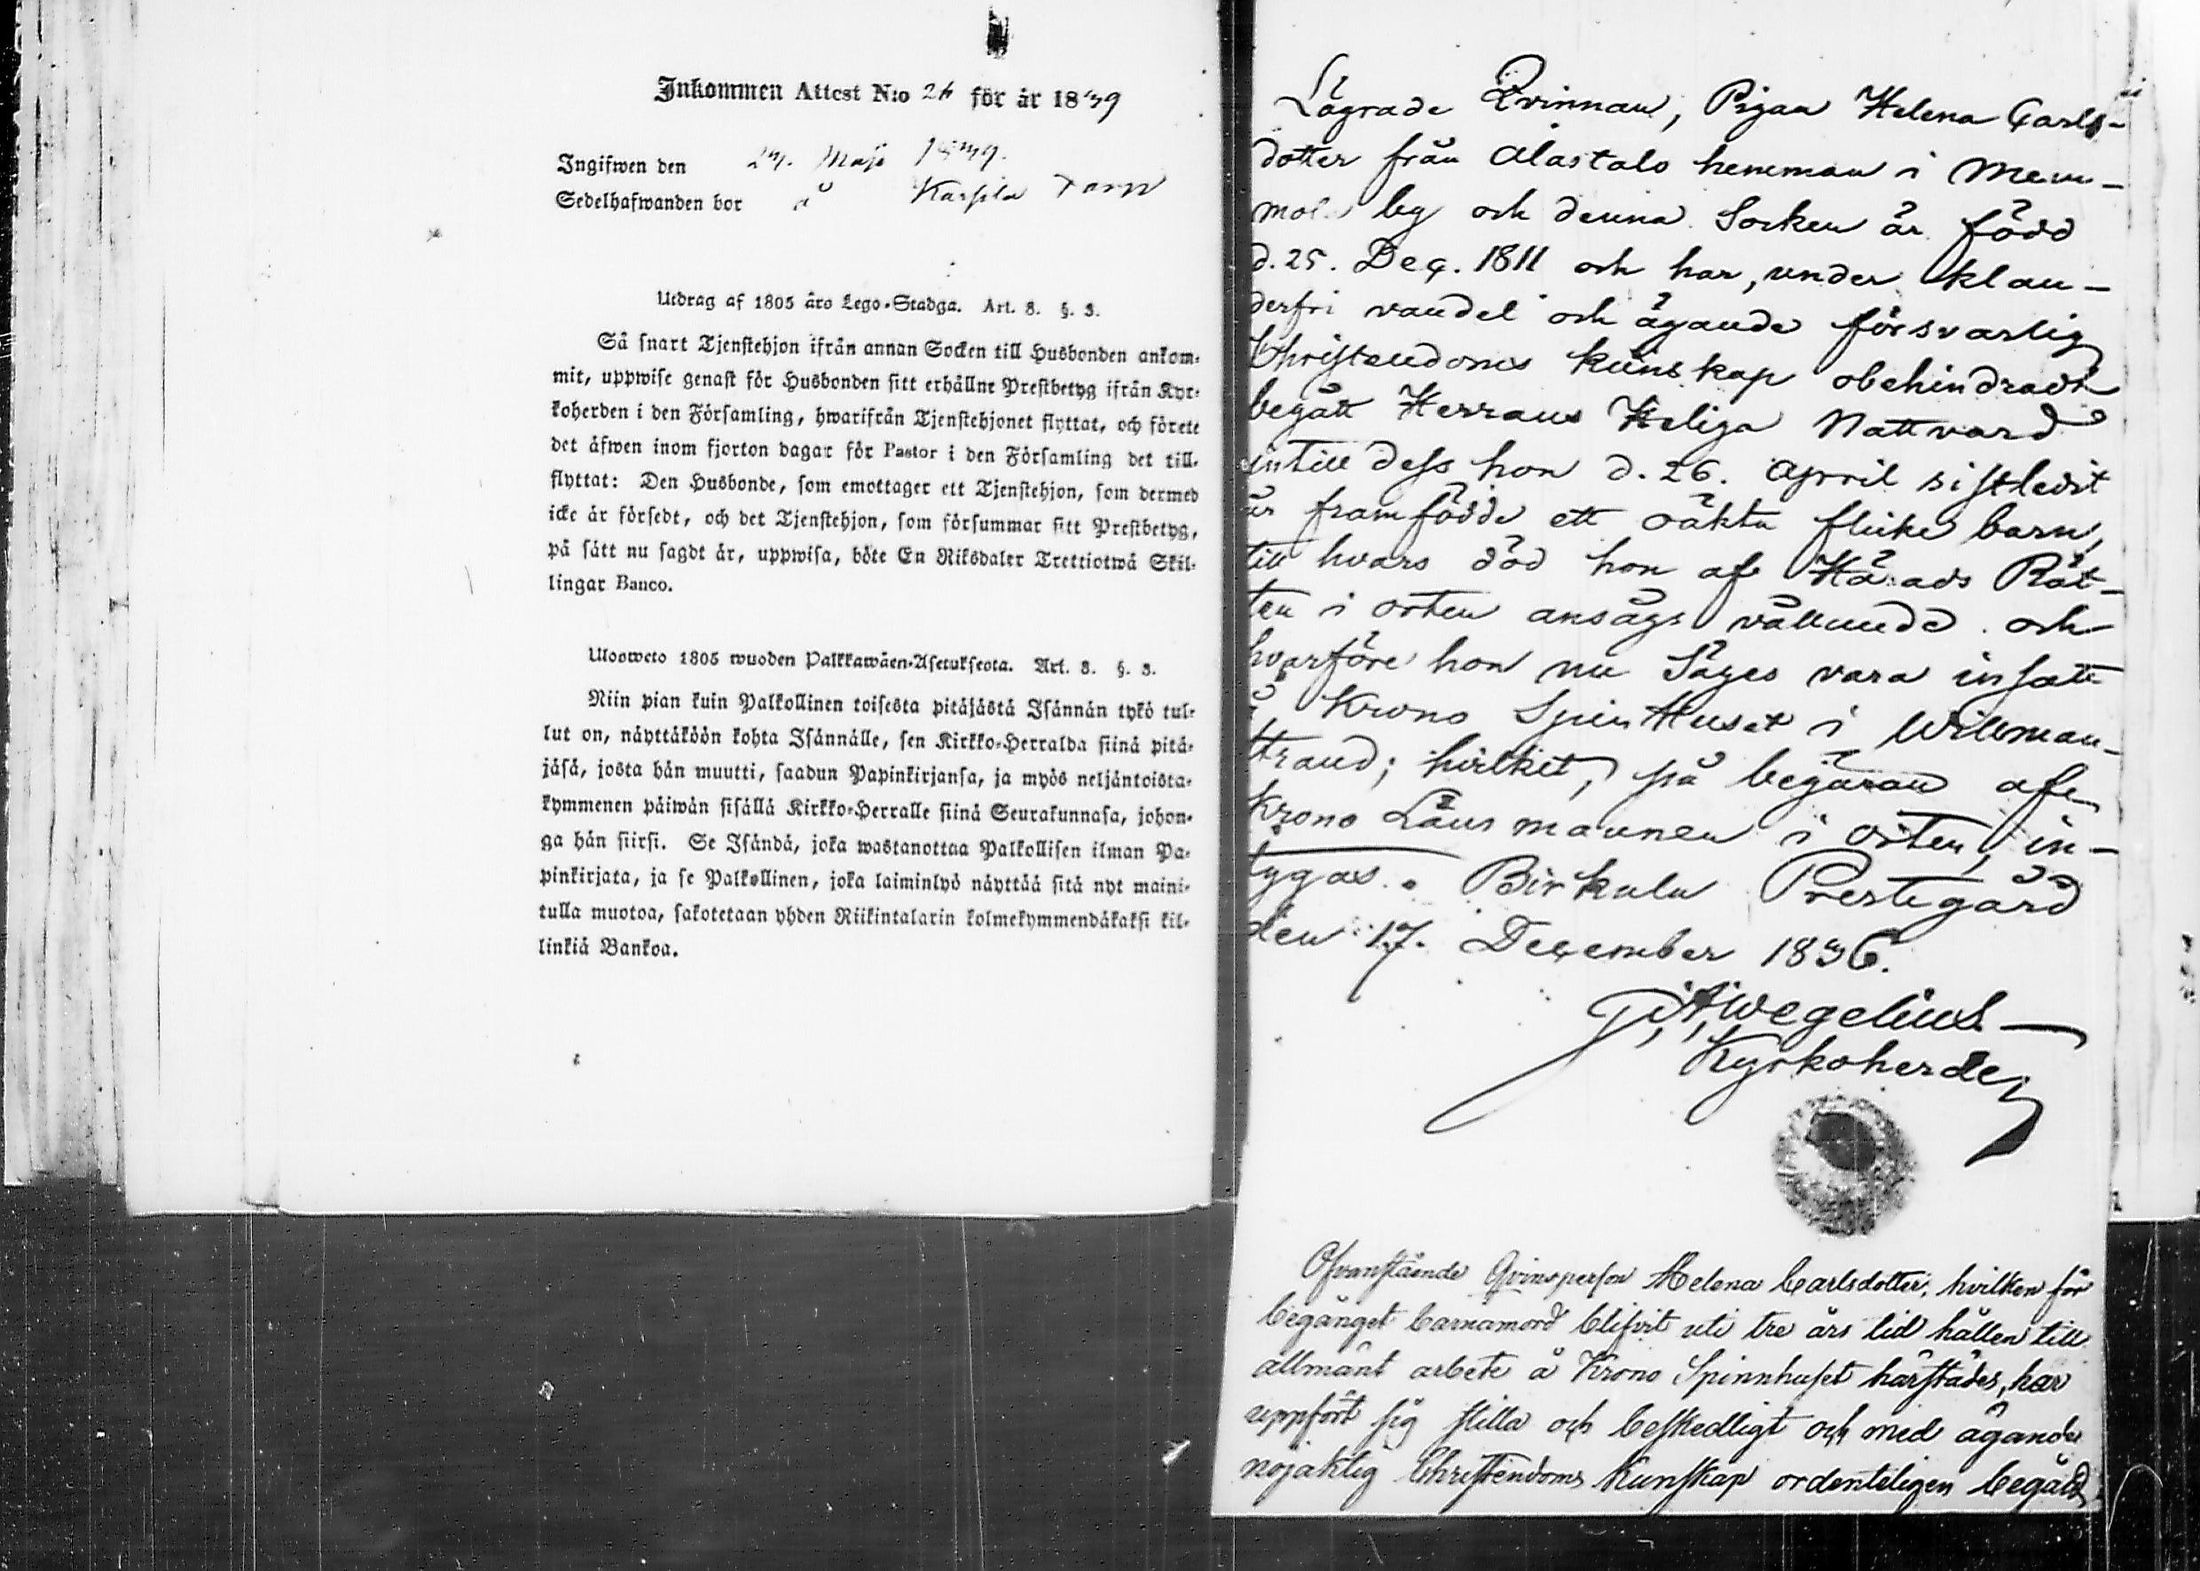 Inkommen Attest N:o 26 för år 1839
Ingifwen den 27. Maji 1839.
Sedelhafwanden bor å Karsila Torp
Utdrag af 1805 års Lego-Stadga. Art. 8. §. 3.
Så snart Tjenstehjon ifrån annan Socken till Husbonden ankom-
mit, uppwise genast för Husbonden sitt erhållne Prestbetyg ifrån Kyr-
koherden i den Församling, hwarifrån Tjenstehjonet flyttat, och förete
det äfwen inom fjorton dagar för Pastor i den Församling det till-
flyttat: Den Husbonde, som emottager ett Tjenstehjon, som dermed
icke är försedt, och det Tjenstehjon, som försummar sitt Prestbetyg,
på sätt nu sagdt är, uppwisa, böte En Riksdaler Trettiotwå Skil-
lingar Banco.
Ulosweto 1805 wuoden Palkkawäen-Asetuksesta. Art. 8. §. 3.
Niin pian kuin Palkollinen toisesta pitäjästä Isännän tykö tul-
lut on, näyttäköön kohta Isännälle, sen Kirkko-Herralda siinä pitä-
jäsä, josta hän muutti, saadun Papinkirjansa, ja myös neljäntoista-
kymmenen päiwän sisällä Kirkko-Herralle siinä Seurakunnasa, johon-
ga hän siirsi. Se Isändä, joka wastanottaa Palkollisen ilman Pa-
pinkirjata, ja se Palkollinen, joka laiminlyö näyttää sitä nyt maini-
tulla muotoa, sakotetaan yhden Riikintalarin kolmekymmendäkaksi kil-
linkiä Bankoa.
Lägrade Qvinnan, Pigan Helena Carls-
dotter från Alastalo hemman i Mem-
mola by och denna Socken är född
d. 25. Dec. 1811 och har, under klan-
derfri vandel och ägande försvarlig
Christendoms kunskap obehindradt
begått Herrans Heliga Nattvard
intill dess hon d. 26. April sistledit
år framfödde ett oäkta flicke barn,
till hvars död hon af Härads Rät-
ten i orten ansågs vållande och
hvarföre hon nu säges vara insatt
å Krono Spin Huset i Willman-
strand; hvilket, på begäran af
Krono Länsmannen i orten, in-
tygas. Birkala Prestegård
den 17. December 1836.
Wegelius
Kyrkoherde
Ofvanstående Qvinsperson Helena Carlsdotter, hvilken för
begånget barnamord blifvit uti tre års tid hållen till
allmänt arbete å Krono Spinnhuset härstädes, har
uppfört sig stilla och beskedligt och med ägande
nöjaktig Christendoms Kunskap ordenteligen begått